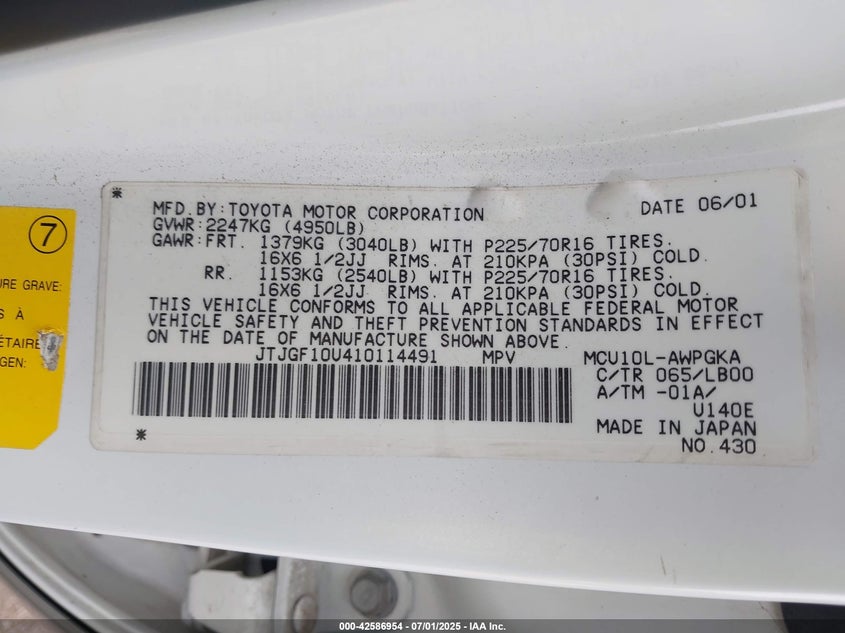 7
URE GRAVE:
S À
ÉTAIRE
GEN:
* 
MFD.BY:TOYOTA MOTOR CORPORATION DATE 06/01
GVWR:2247KG (4950LB)
GAWR:FRT. 1379KG (3040LB) WITH P225/70R16 TIRES.
16X6 1/2JJ RIMS. AT 210KPA (30PSI) COLD.
RR. 1153KG (2540LB) WITH P225/70R16 TIRES.
16X6 1/2JJ RIMS. AT 210KPA (30PSI) COLD.
THIS VEHICLE CONFORMS TO ALL APPLICABLE FEDERAL MOTOR
VEHICLE SAFETY AND THEFT PREVENTION STANDARDS IN EFFECT
ON THE DATE OF MANUFACTURE SHOWN ABOVE.
JTJGF10U410114491 MPV MCU10L-AWPGKA
C/TR 065/LB00
A/TM -01A/
U140E
* MADE IN JAPAN
NO.430
000-42586954 - 07/01/2025 - IAA Inc.